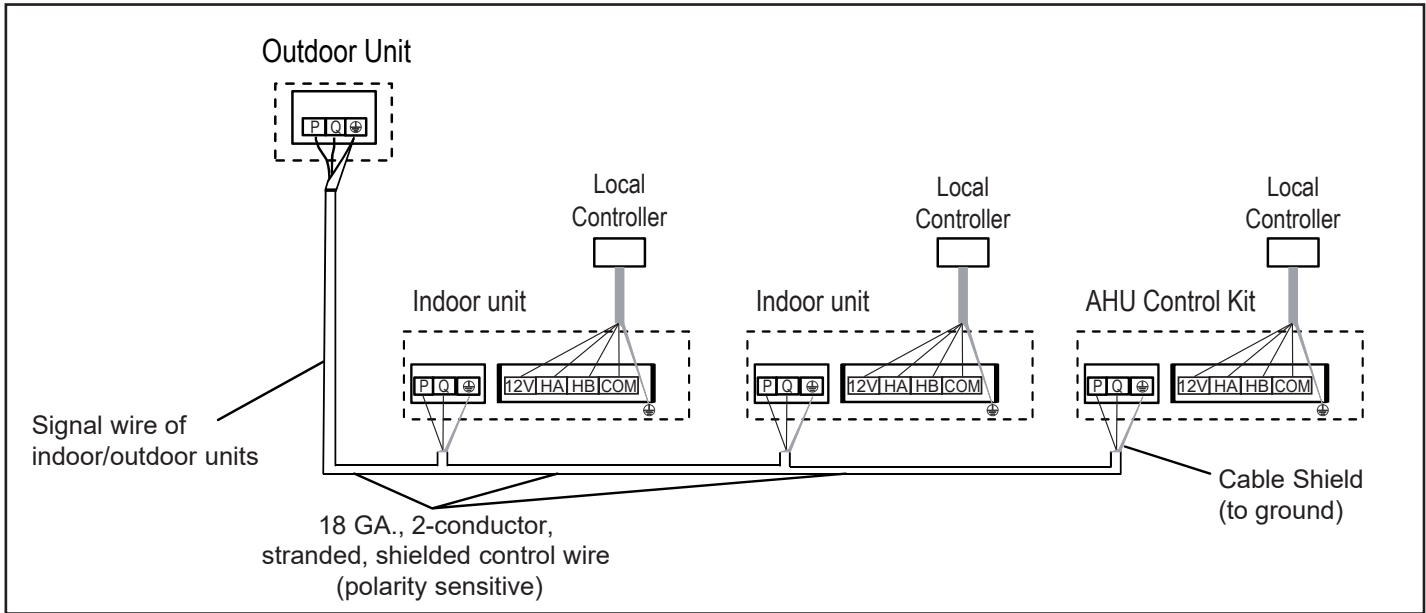 Outdoor Unit
P Q
Local
Controller
Local
Controller
Local
Controller
Indoor unit
Indoor unit
AHU Control Kit
P Q
12V HA HB COM
P Q
12V HA HB COM
P Q
12V HA HB COM
Signal wire of
indoor/outdoor units
Cable Shield
(to ground)
18 GA., 2-conductor,
stranded, shielded control wire
(polarity sensitive)